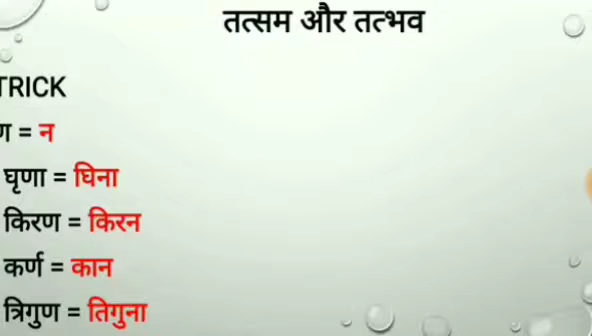 तत्सम और तत्भव
TRICK
ण = न
घृणा = घिना
किरण = किरन
कर्ण = कान
त्रिगुण = तिगुना